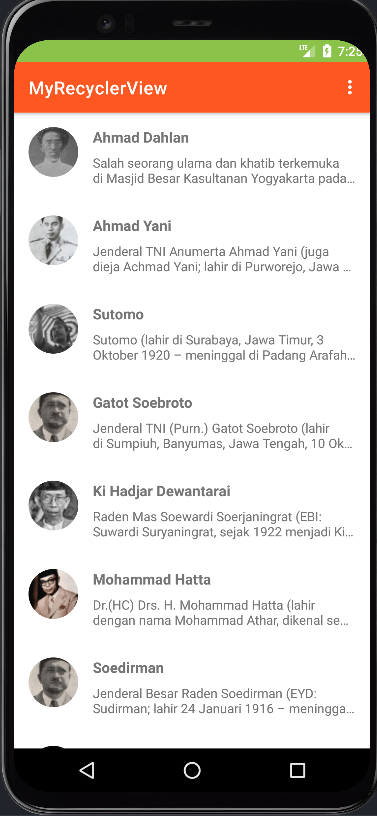 LTE 7:25
MyRecyclerView
Ahmad Dahlan
Salah seorang ulama dan khatib terkemuka
di Masjid Besar Kasultanan Yogyakarta pada…
Ahmad Yani
Jenderal TNI Anumerta Ahmad Yani (juga
dieja Achmad Yani; lahir di Purworejo, Jawa …
Sutomo
Sutomo (lahir di Surabaya, Jawa Timur, 3
Oktober 1920 – meninggal di Padang Arafah…
Gatot Soebroto
Jenderal TNI (Purn.) Gatot Soebroto (lahir
di Sumpiuh, Banyumas, Jawa Tengah, 10 Ok…
Ki Hadjar Dewantarai
Raden Mas Soewardi Soerjaningrat (EBI:
Suwardi Suryaningrat, sejak 1922 menjadi Ki…
Mohammad Hatta
Dr.(HC) Drs. H. Mohammad Hatta (lahir
dengan nama Mohammad Athar, dikenal se…
Soedirman
Jenderal Besar Raden Soedirman (EYD:
Sudirman; lahir 24 Januari 1916 – meningga…